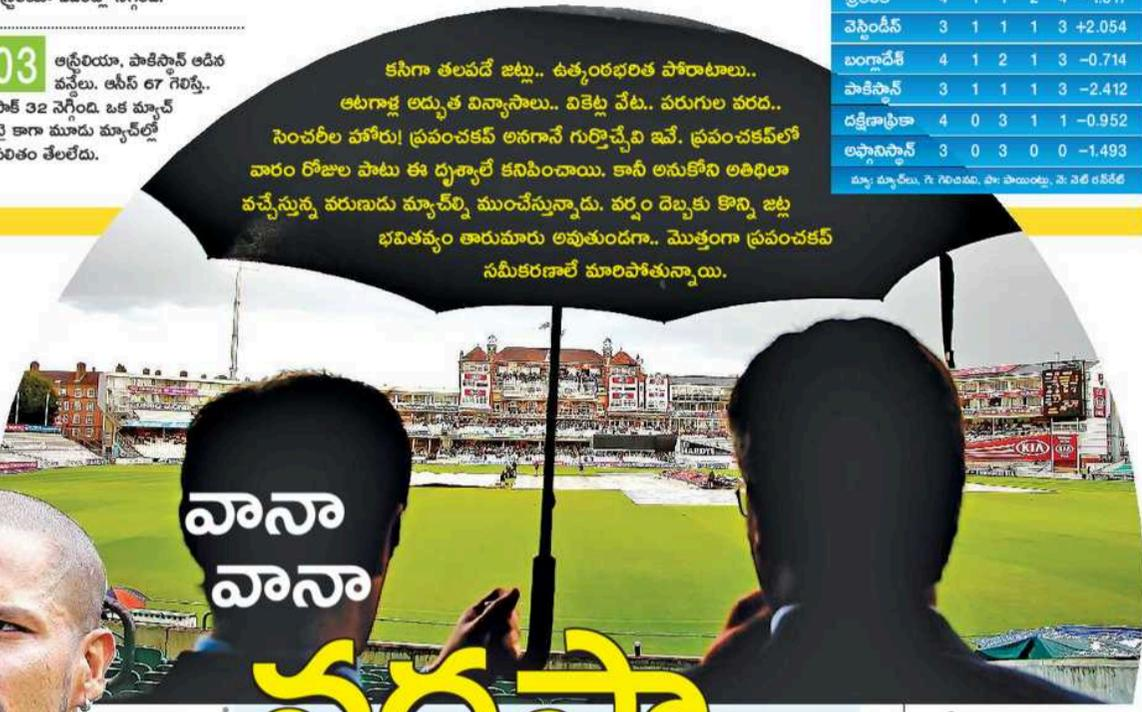 03 ఆస్ట్రేలియా, పాకిస్థాన్ ఆడిన
వన్డేలు. ఆసీస్ 67 గెలిస్తే..
పాక్ 32 నెగ్గింది. ఒక మ్యాచ్
టై కాగా మూడు మ్యాచ్‌ల్లో
ఫలితం తేలలేదు.
కసిగా తలపడే జట్లు.. ఉత్కంఠభరిత పోరాటాలు..
ఆటగాళ్ల అద్భుత విన్యాసాలు.. వికెట్ల వేట.. పరుగుల వరద..
సెంచరీల హోరు! ప్రపంచకప్ అనగానే గుర్తొచ్చేవి ఇవే. ప్రపంచకప్‌లో
వారం రోజుల పాటు ఈ దృశ్యాలే కనిపించాయి. కానీ అనుకోని అతిథిలా
వచ్చేస్తున్న వరుణుడు మ్యాచ్‌ల్ని ముంచేస్తున్నాడు. వర్షం దెబ్బకు కొన్ని జట్ల
భవితవ్యం తారుమారు అవుతుండగా.. మొత్తంగా ప్రపంచకప్
సమీకరణాలే మారిపోతున్నాయి.
వెస్టిండీస్ 3 1 1 1 3 +2.054
బంగ్లాదేశ్ 4 1 2 1 3 -0.714
పాకిస్థాన్ 3 1 1 1 3 -2.412
దక్షిణాఫ్రికా 4 0 3 1 1 -0.952
అఫ్గానిస్థాన్ 3 0 3 0 0 -1.493
మ్యా: మ్యాచ్‌లు, గె: గెలిచినవి, పా: పాయింట్లు, నె: నెట్ రన్‌రేట్
HARDYS
KIA
వానా
వానా